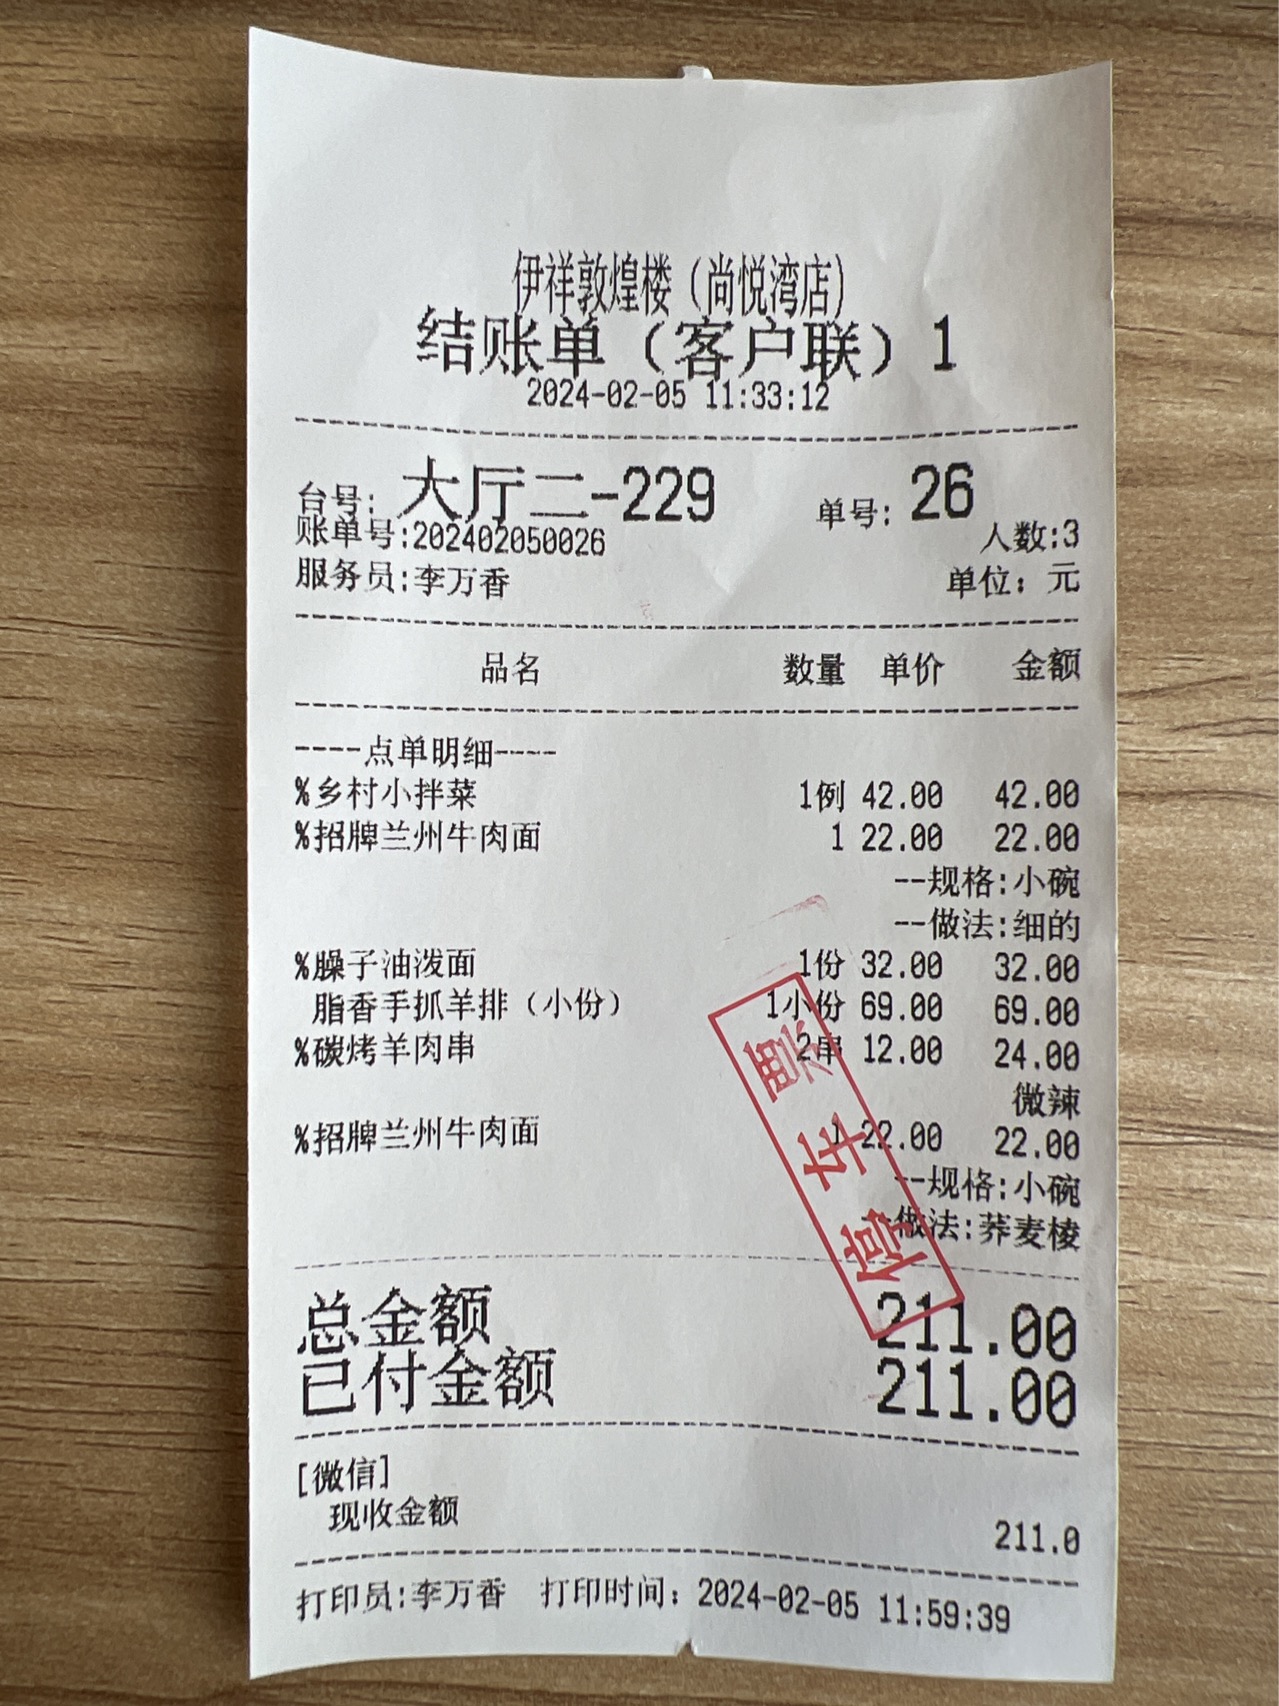 伊祥敦煌楼（尚悦湾店）
结账单（客户联）1
2024-02-05 11:33:12
台号: 大厅二-229 单号: 26
账单号:202402050026 人数:3
服务员:李万香 单位: 元
品名 数量 单价 金额
----点单明细----
%乡村小拌菜 1例 42.00 42.00
%招牌兰州牛肉面 1 22.00 22.00
--规格:小碗
--做法:细的
%臊子油泼面 1份 32.00 32.00
脂香手抓羊排（小份） 1小份 69.00 69.00
%碳烤羊肉串 2串 12.00 24.00
微辣
%招牌兰州牛肉面 1 22.00 22.00
--规格:小碗
--做法:荞麦棱
停车票
总金额 211.00
已付金额 211.00
[微信]
现收金额 211.0
打印员:李万香 打印时间: 2024-02-05 11:59:39